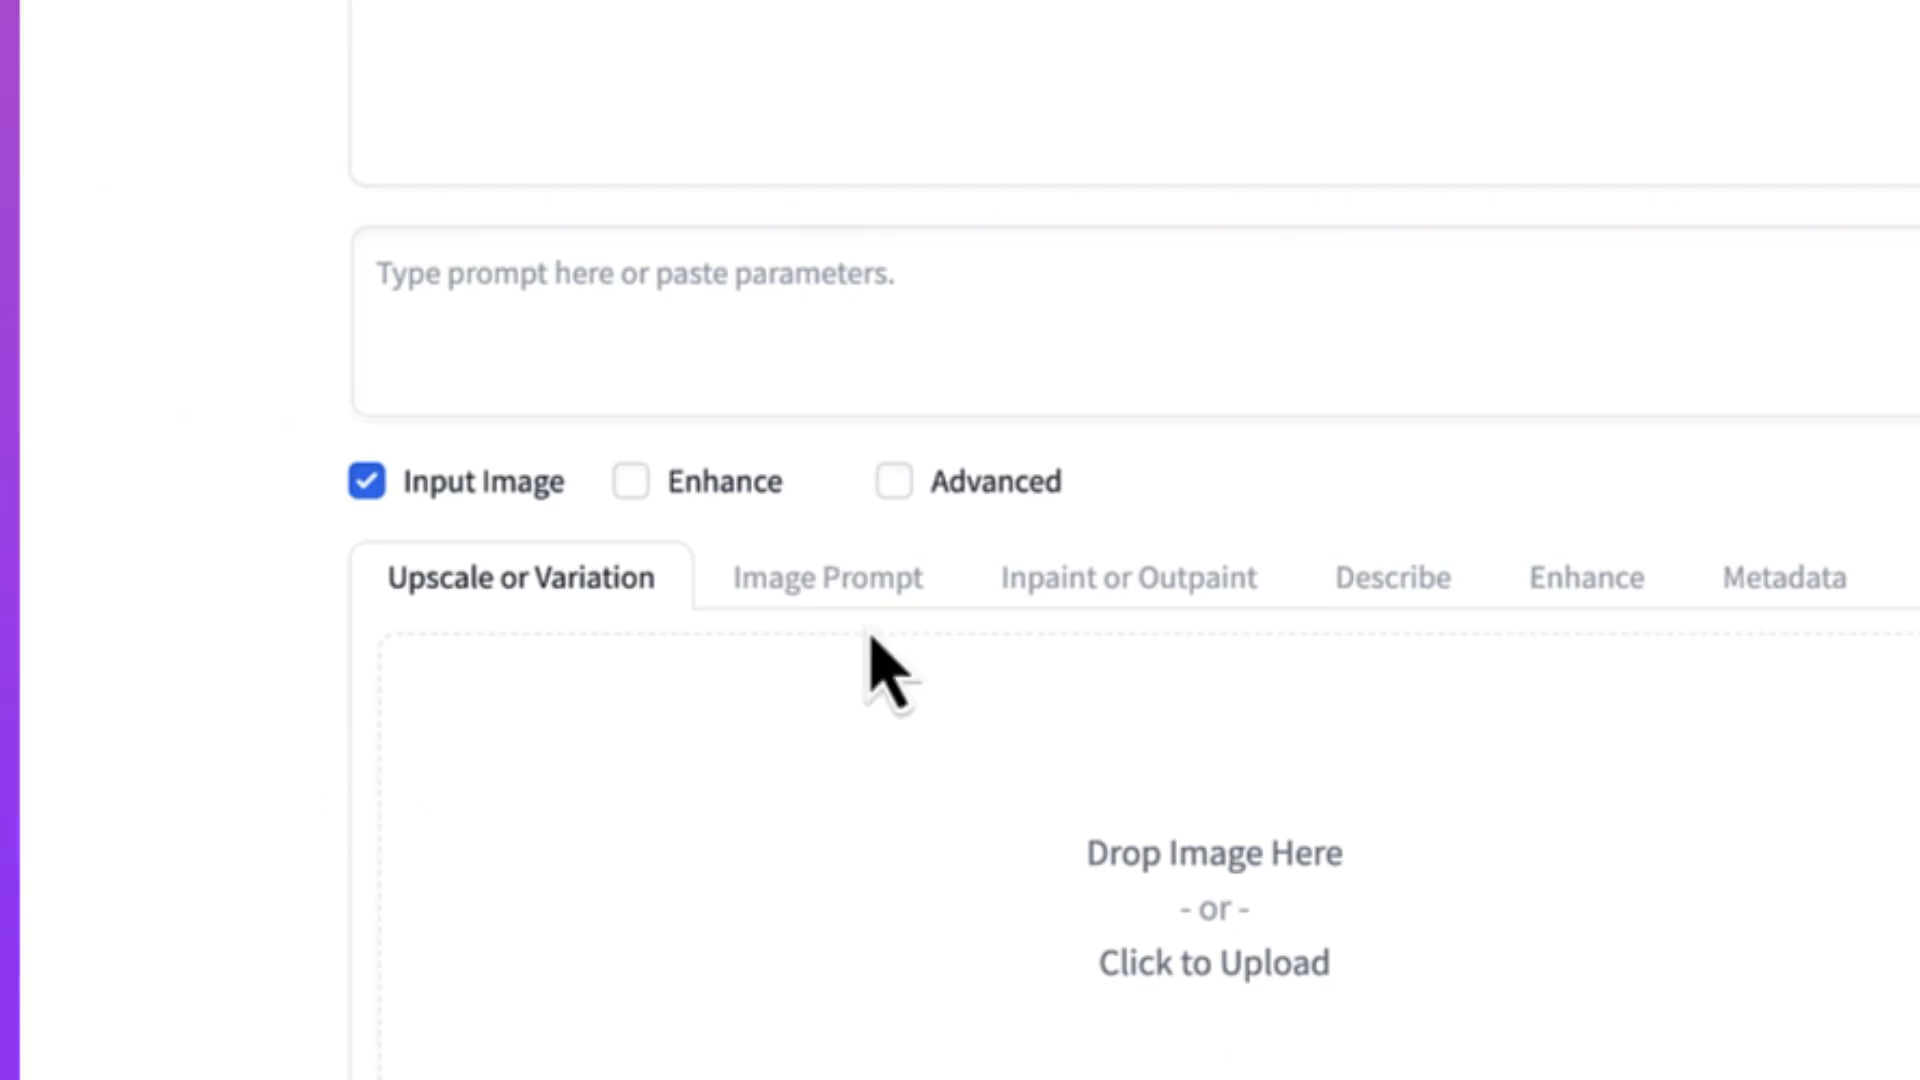 Type prompt here or paste parameters.
Input Image Enhance Advanced
Upscale or Variation Image Prompt Inpaint or Outpaint Describe Enhance Metadata
Drop Image Here
- or -
Click to Upload